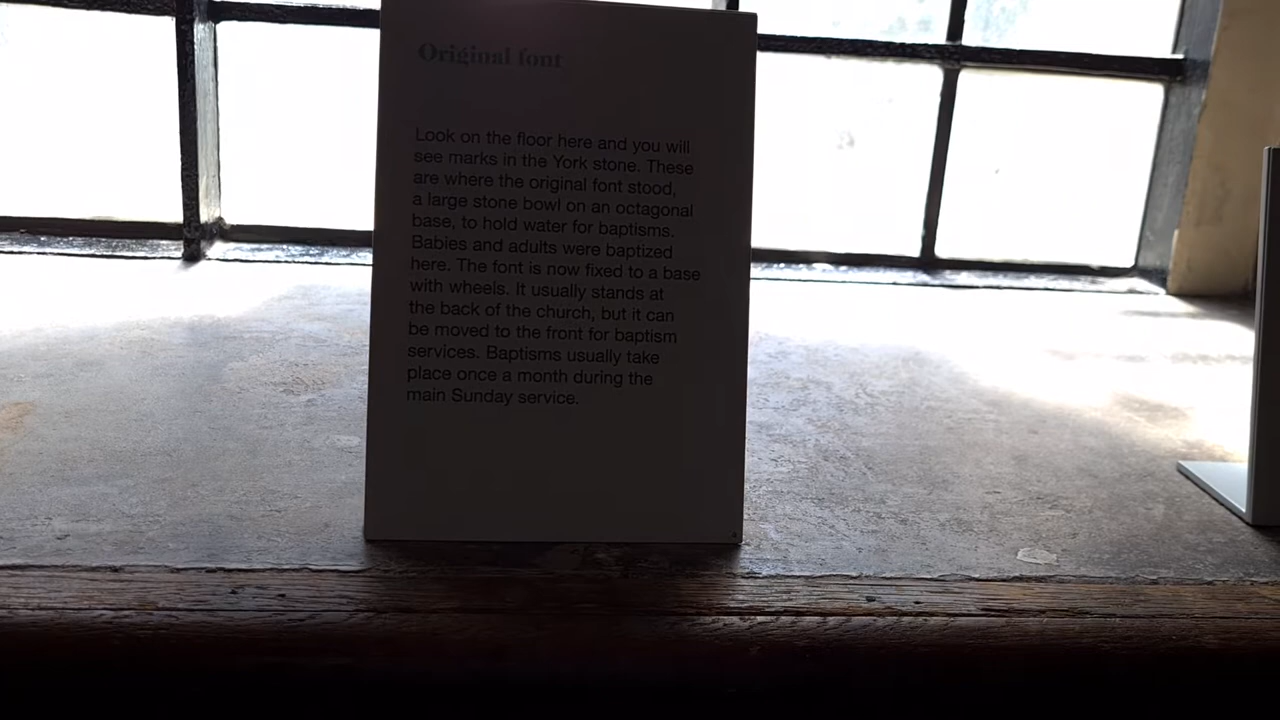 Original font
Look on the floor here and you will
see marks in the York stone. These
are where the original font stood,
a large stone bowl on an octagonal
base, to hold water for baptisms.
Babies and adults were baptized
here. The font is now fixed to a base
with wheels. It usually stands at
the back of the church, but it can
be moved to the front for baptism
services. Baptisms usually take
place once a month during the
main Sunday service.